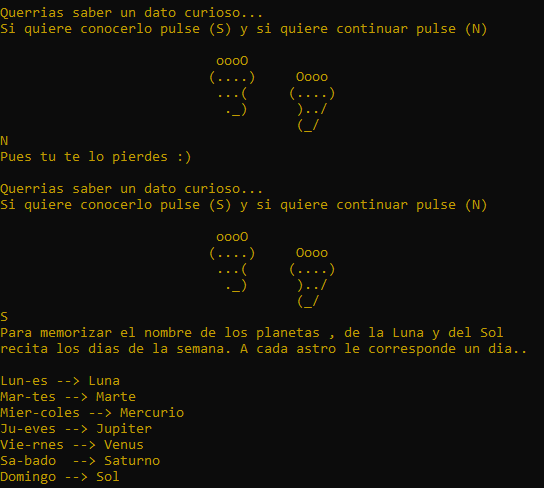 Querrias saber un dato curioso...
Si quiere conocerlo pulse (S) y si quiere continuar pulse (N)
oooO
(....)     Oooo
...(     (....)
._)      )../
(_/
N
Pues tu te lo pierdes :)
Querrias saber un dato curioso...
Si quiere conocerlo pulse (S) y si quiere continuar pulse (N)
oooO
(....)     Oooo
...(     (....)
._)      )../
(_/
S
Para memorizar el nombre de los planetas , de la Luna y del Sol
recita los dias de la semana. A cada astro le corresponde un dia..
Lun-es --> Luna
Mar-tes --> Marte
Mier-coles --> Mercurio
Ju-eves --> Jupiter
Vie-rnes --> Venus
Sa-bado  --> Saturno
Domingo --> Sol